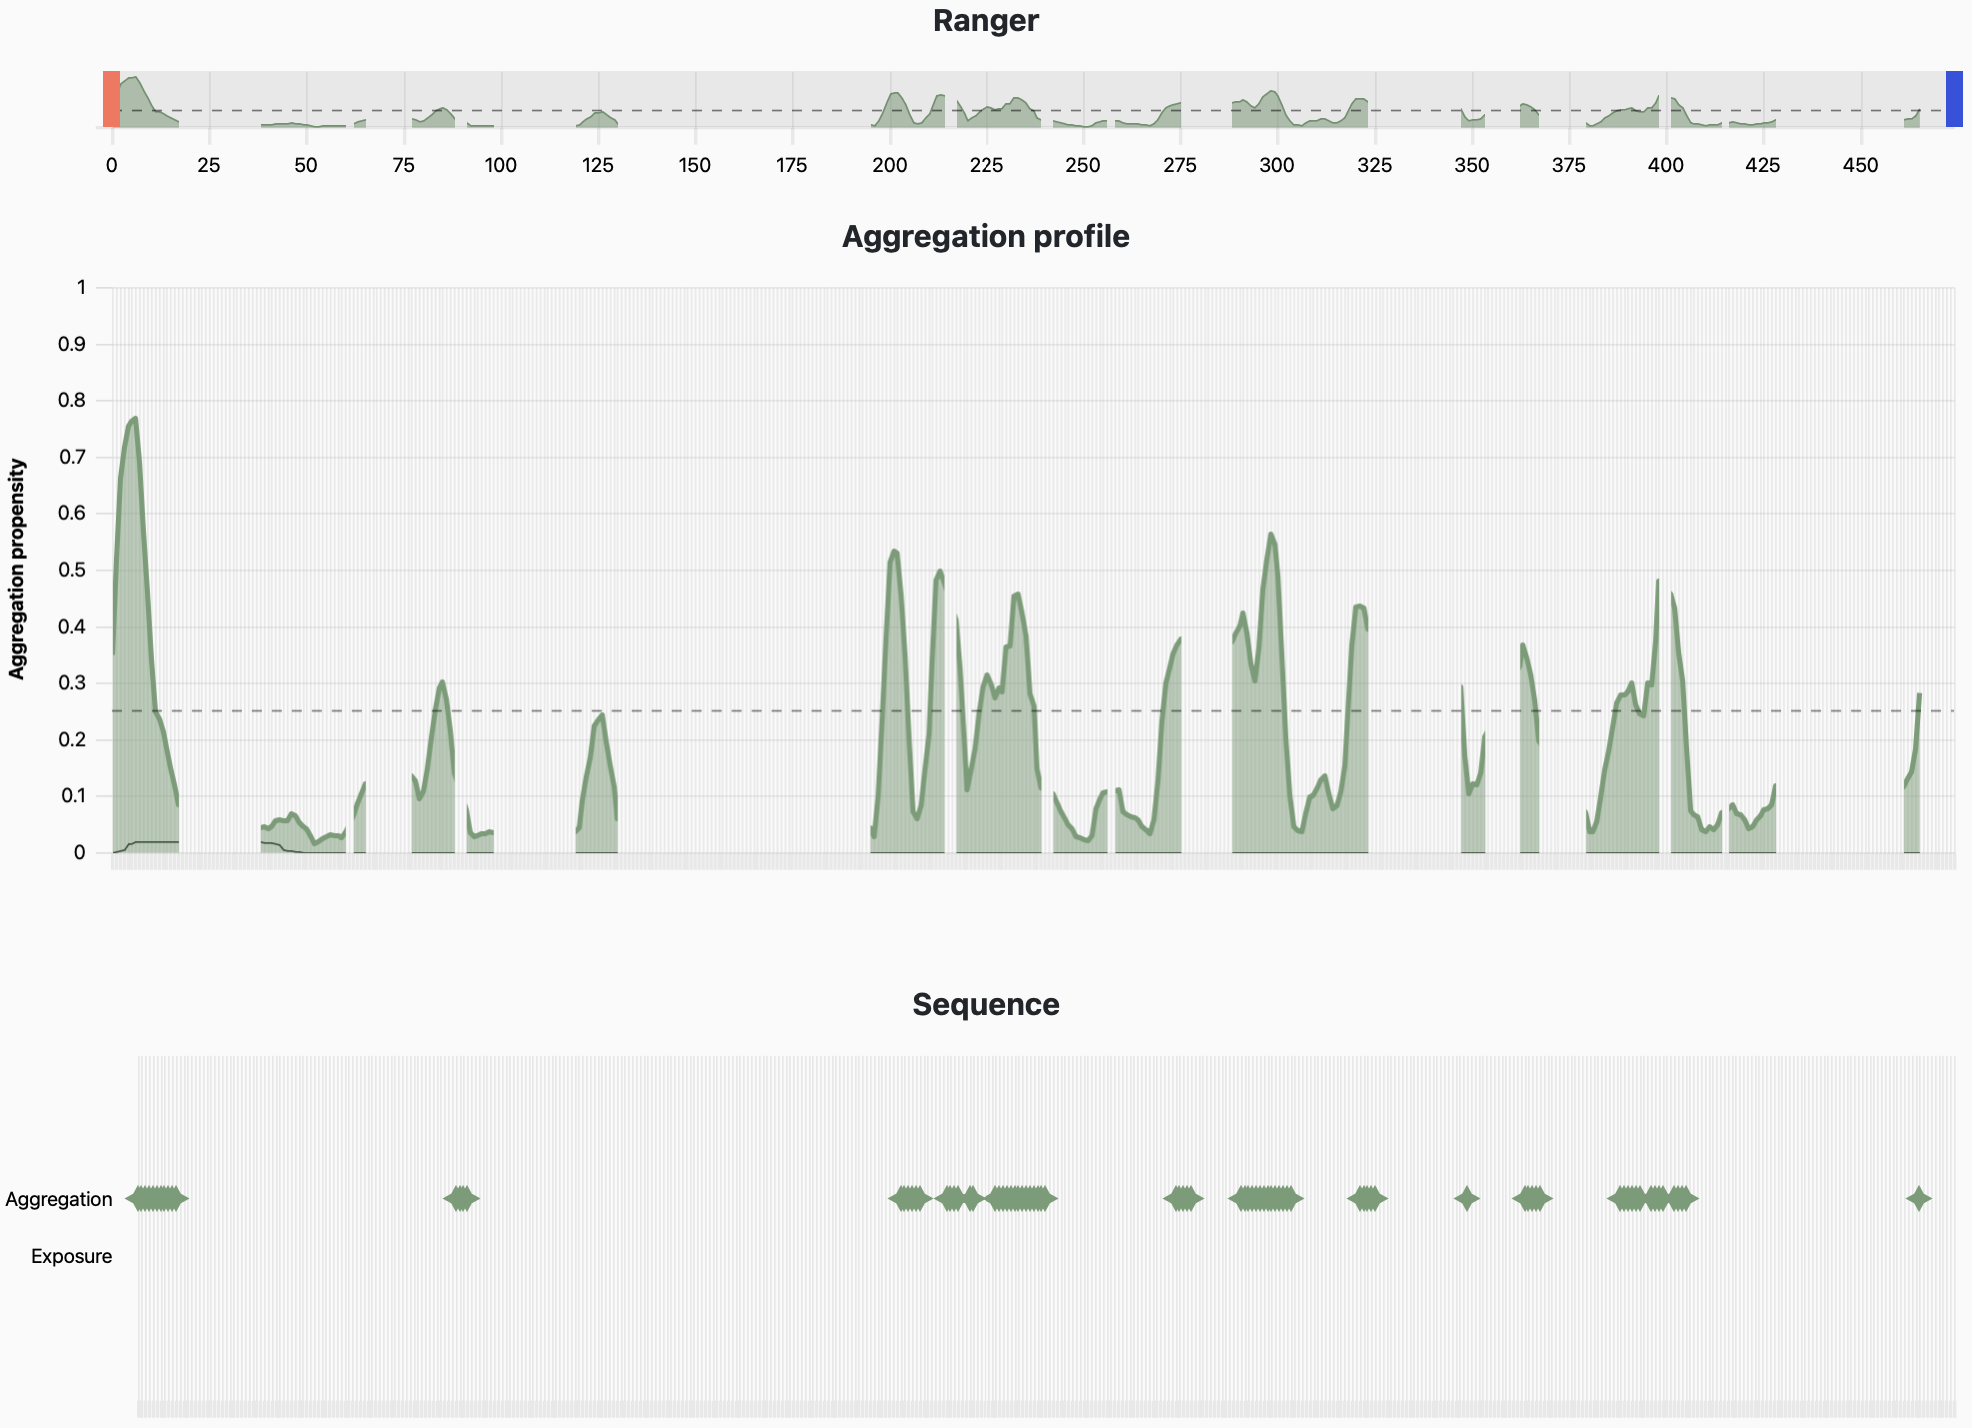 Ranger
0 25 50 75 100 125 150 175 200 225 250 275 300 325 350 375 400 425 450
Aggregation profile
Aggregation propensity
1
0.9
0.8
0.7
0.6
0.5
0.4
0.3
0.2
0.1
0
Sequence
Aggregation
Exposure